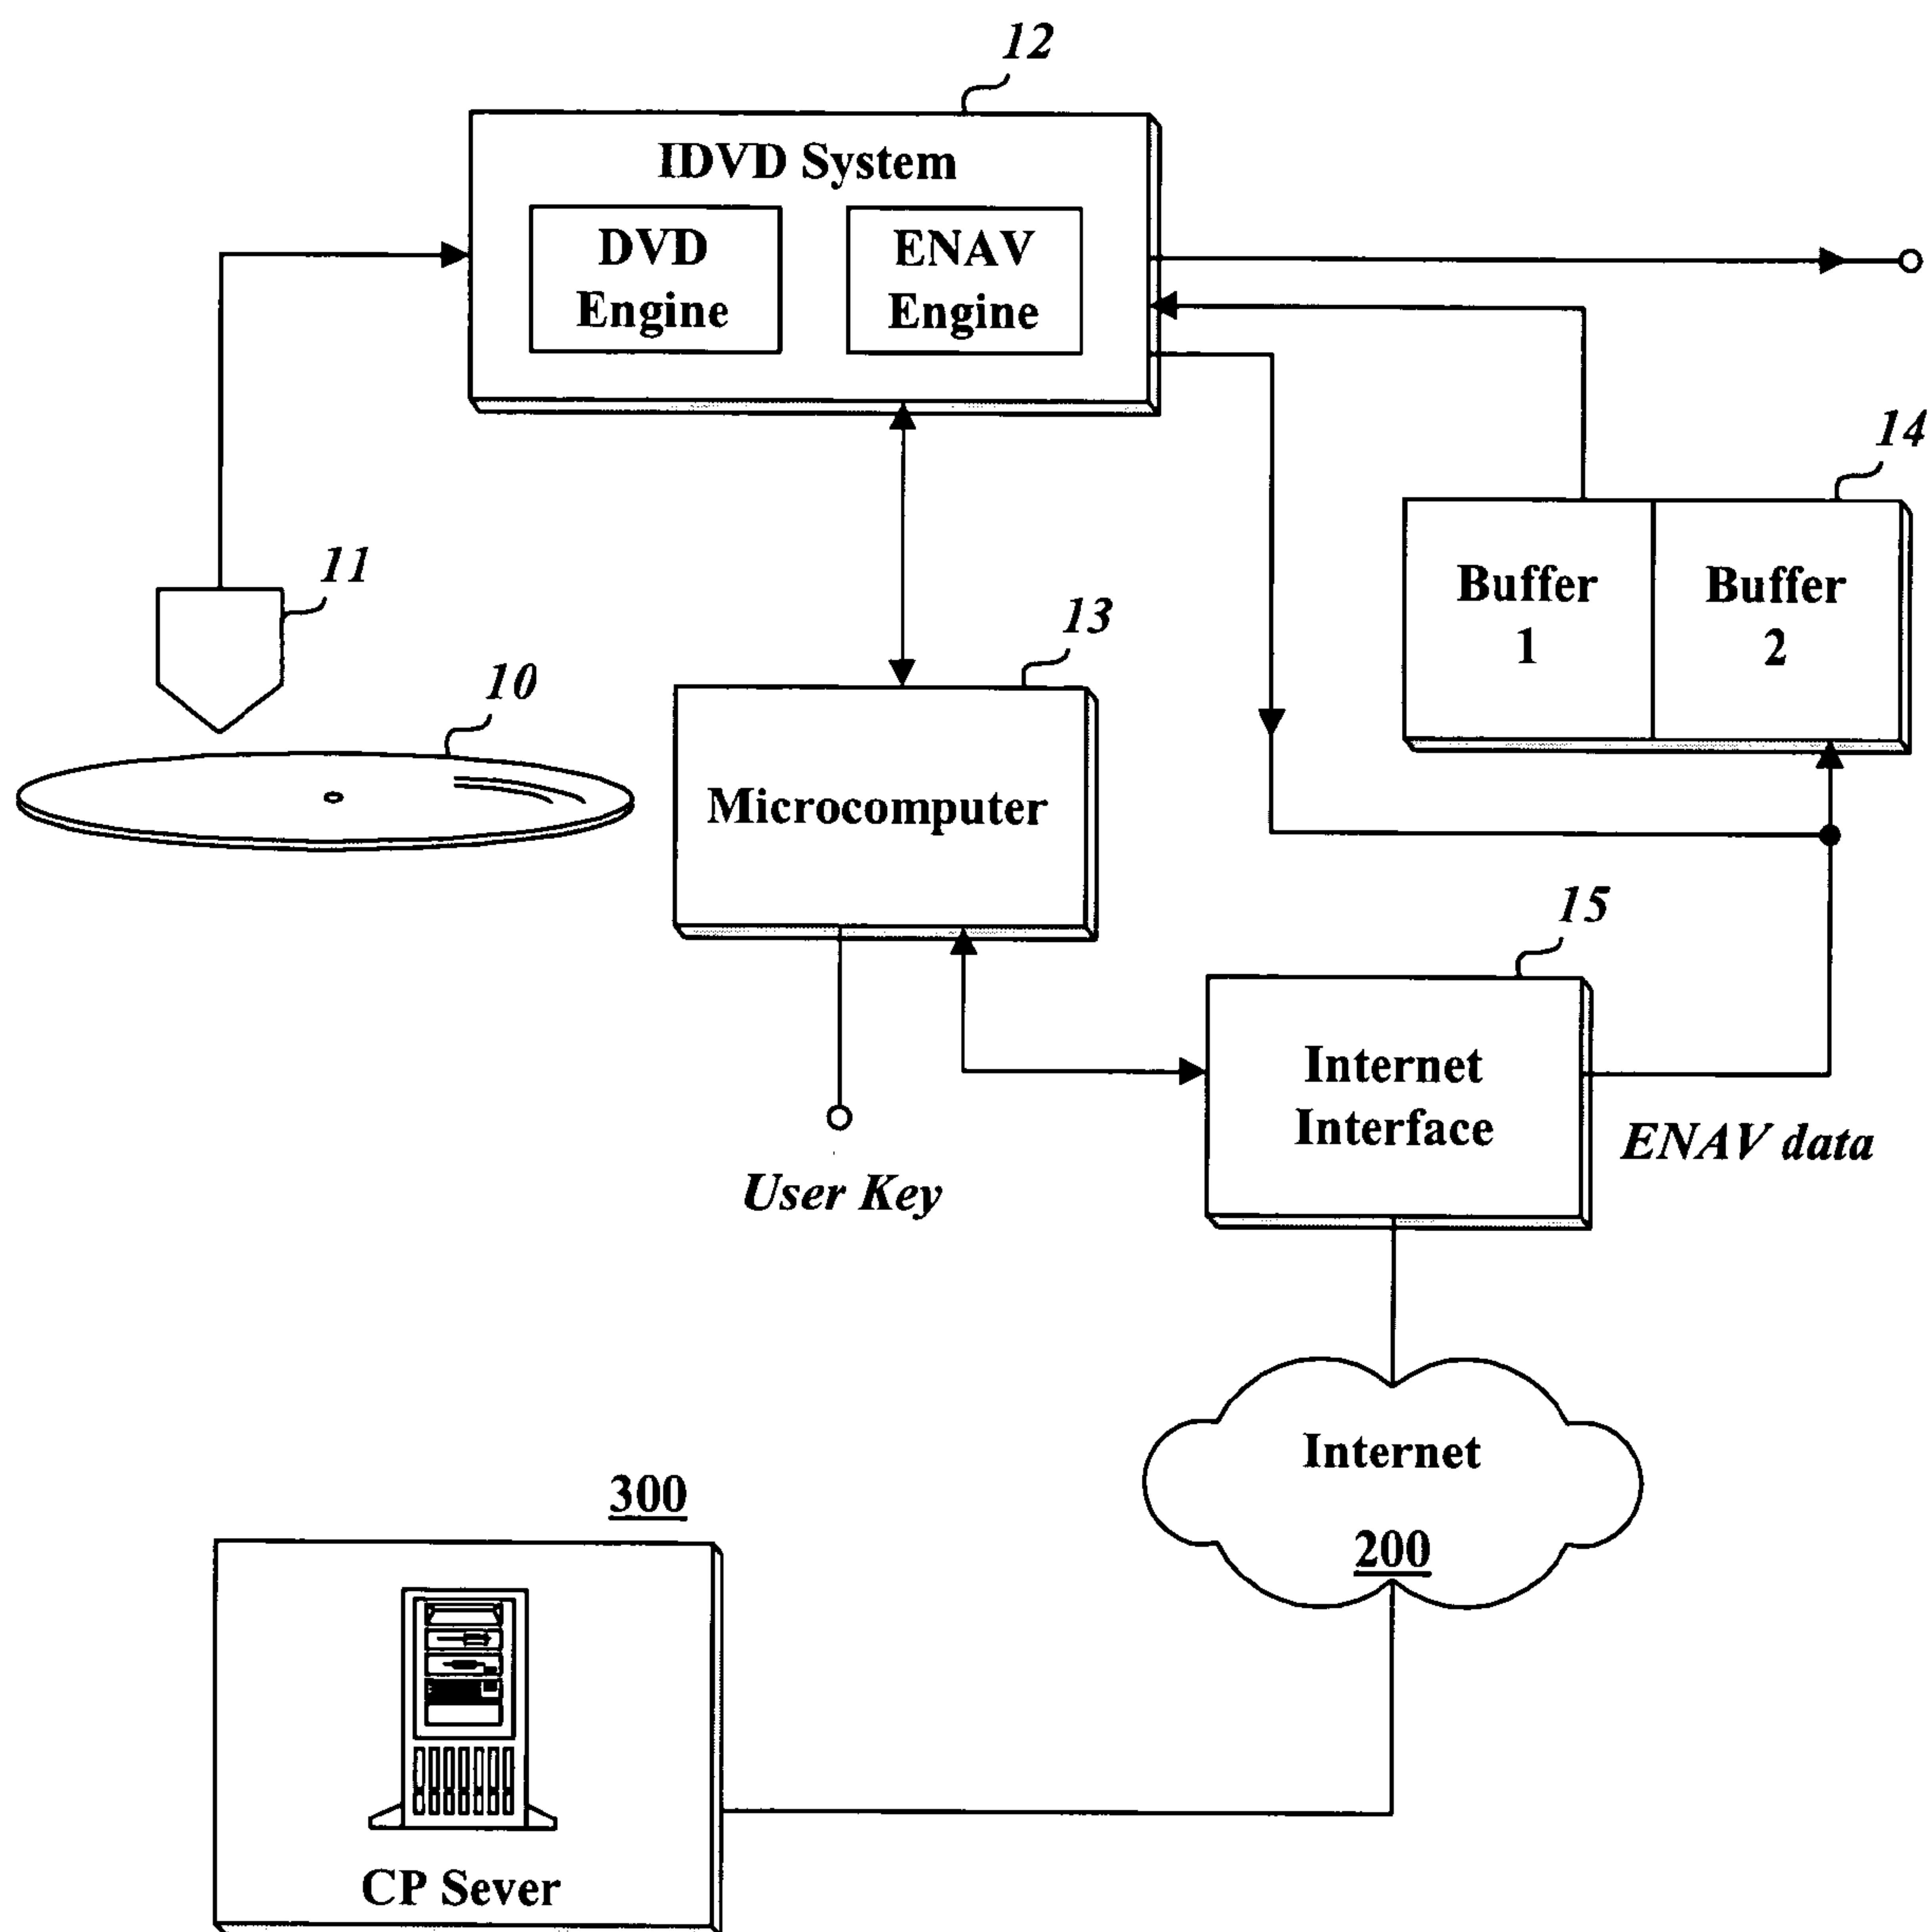 12
IDVD System
DVD
Engine
ENAV
Engine
14
Buffer
1
Buffer
2
11
10
13
Microcomputer
User Key
15
Internet
Interface
ENAV data
Internet
200
300
CP Sever